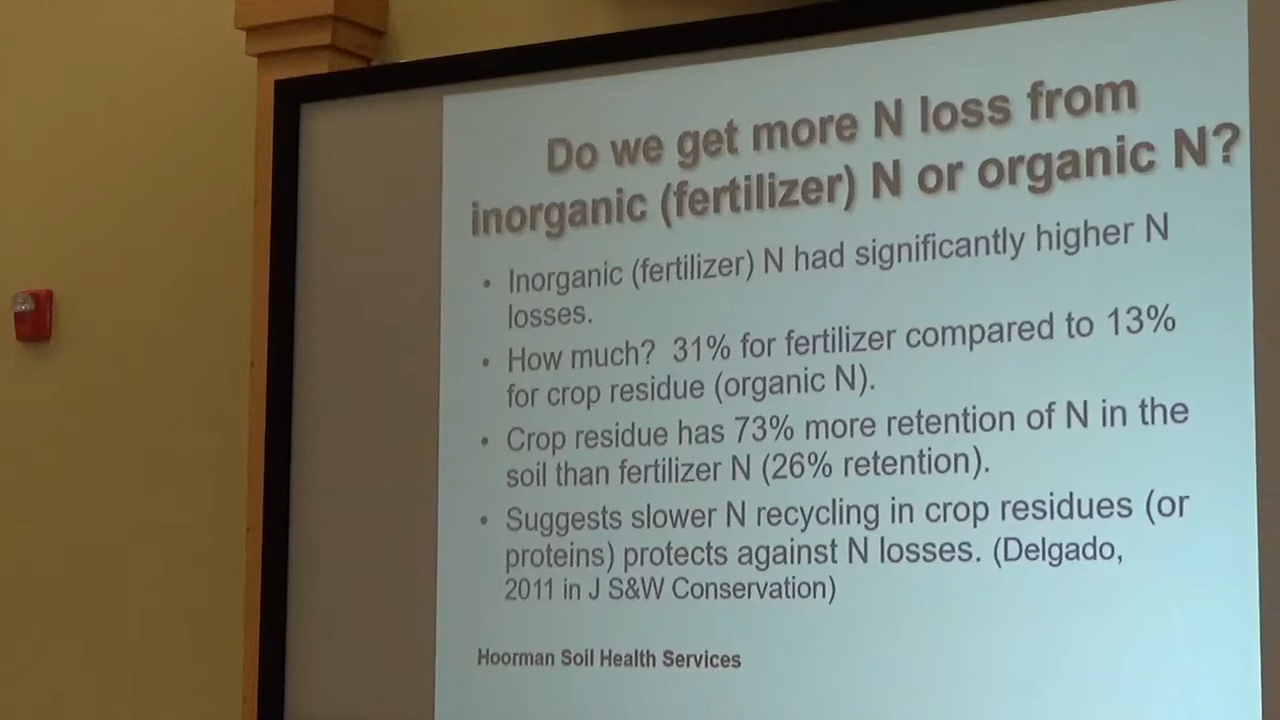 Do we get more N loss from
inorganic (fertilizer) N or organic N?
• Inorganic (fertilizer) N had significantly higher N
losses.
• How much? 31% for fertilizer compared to 13%
for crop residue (organic N).
• Crop residue has 73% more retention of N in the
soil than fertilizer N (26% retention).
• Suggests slower N recycling in crop residues (or
proteins) protects against N losses. (Delgado,
2011 in J S&W Conservation)
Hoorman Soil Health Services